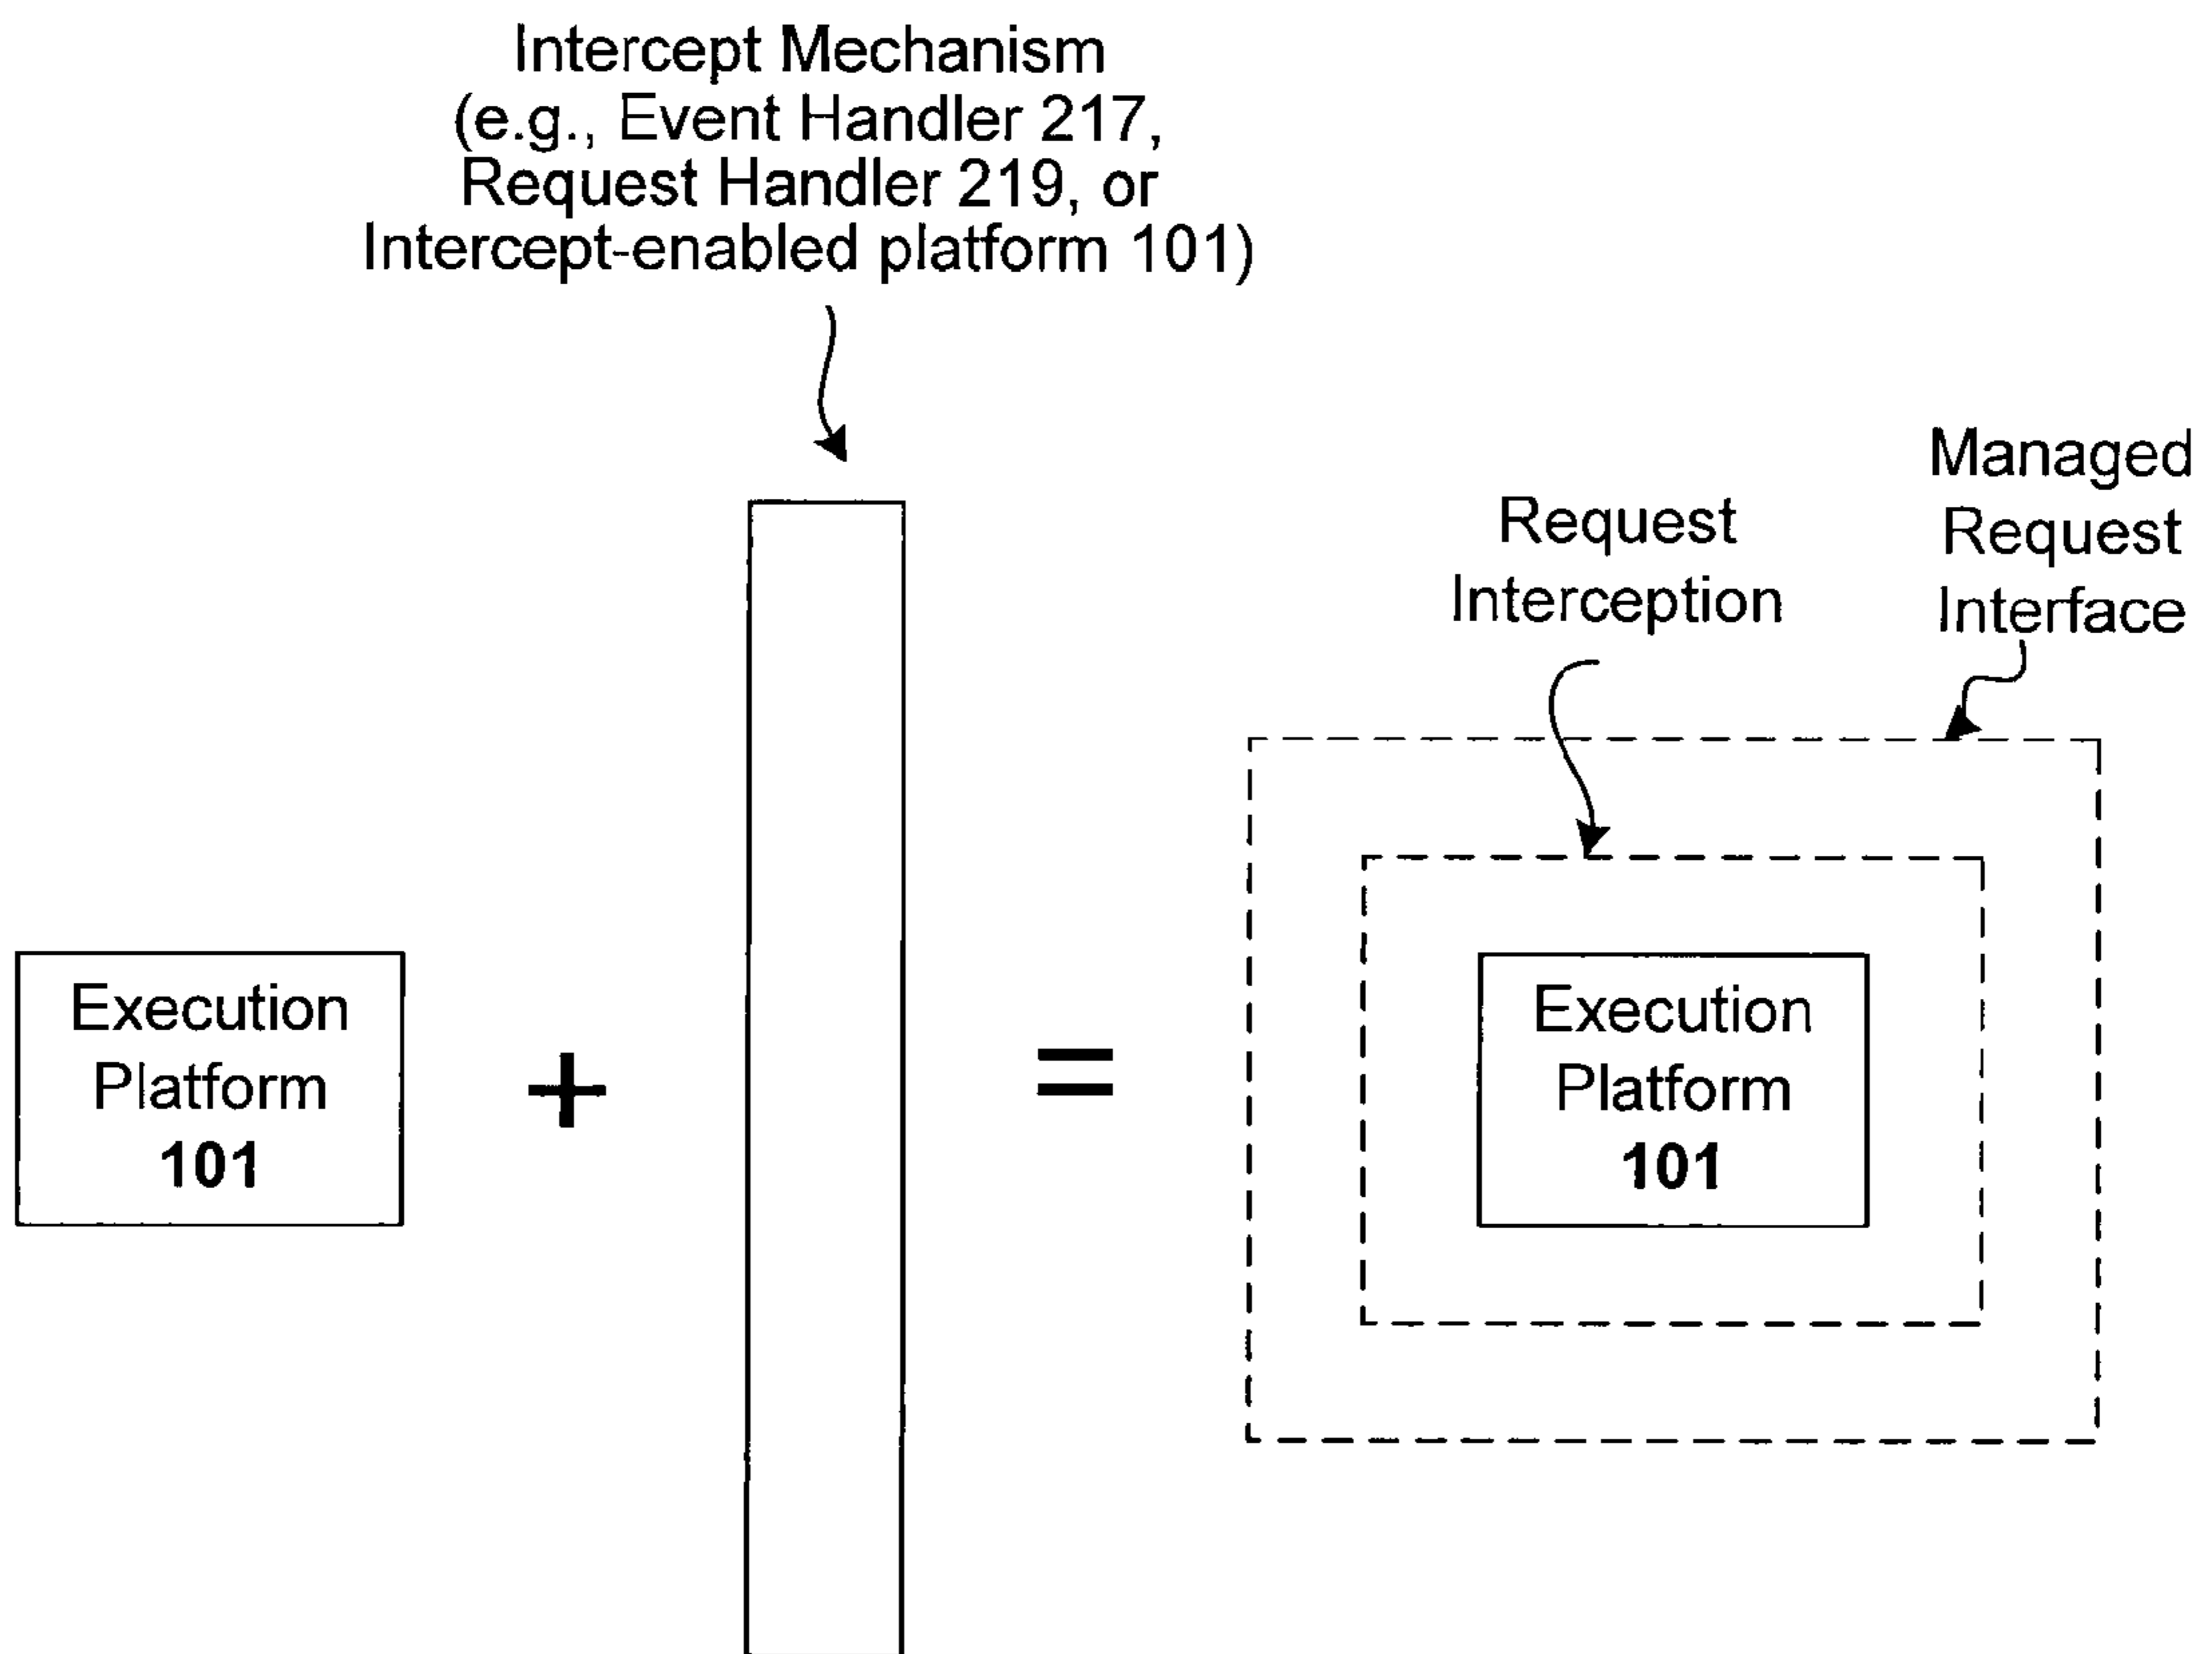 Intercept Mechanism
(e.g., Event Handler 217,
Request Handler 219, or
Intercept-enabled platform 101)
Managed
Request
Interface
Request
Interception
Execution
Platform
101
+
=
Execution
Platform
101